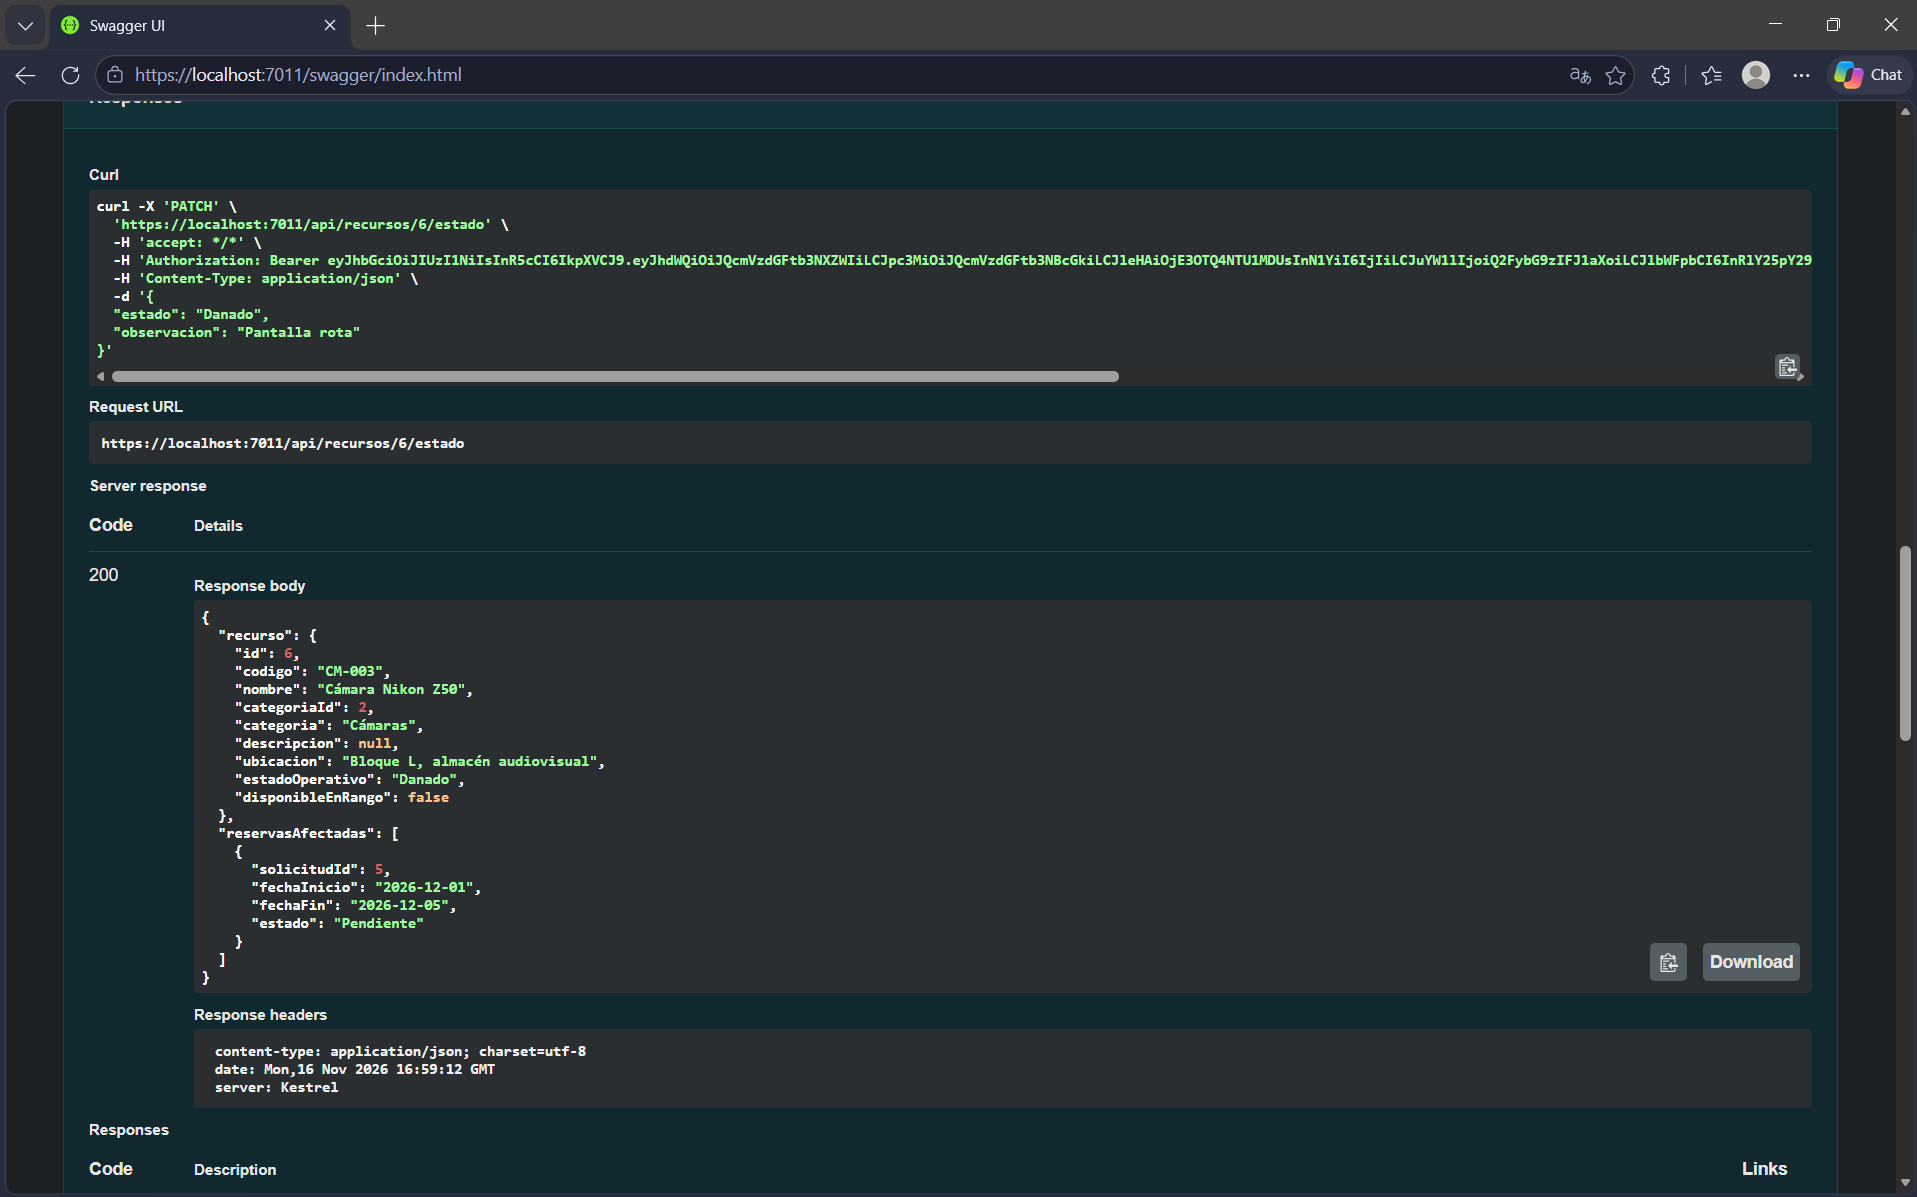 Swagger UI
https://localhost:7011/swagger/index.html
Chat
Responses
Curl
curl -X 'PATCH' \
'https://localhost:7011/api/recursos/6/estado' \
-H 'accept: */*' \
-H 'Authorization: Bearer eyJhbGciOiJIUzI1NiIsInR5cCI6IkpXVCJ9.eyJhdWQiOiJQcmVzdGFtb3NXZWIiLCJpc3MiOiJQcmVzdGFtb3NBcGkiLCJleHAiOjE3OTQ4NTU1MDUsInN1YiI6IjIiLCJuYW1lIjoiQ2FybG9zIFJ1aXoiLCJlbWFpbCI6InRlY25pY29
-H 'Content-Type: application/json' \
-d '{
"estado": "Danado",
"observacion": "Pantalla rota"
}'
Request URL
https://localhost:7011/api/recursos/6/estado
Server response
Code Details
200
Response body
{
"recurso": {
"id": 6,
"codigo": "CM-003",
"nombre": "Cámara Nikon Z50",
"categoriaId": 2,
"categoria": "Cámaras",
"descripcion": null,
"ubicacion": "Bloque L, almacén audiovisual",
"estadoOperativo": "Danado",
"disponibleEnRango": false
},
"reservasAfectadas": [
{
"solicitudId": 5,
"fechaInicio": "2026-12-01",
"fechaFin": "2026-12-05",
"estado": "Pendiente"
}
]
}
Download
Response headers
content-type: application/json; charset=utf-8
date: Mon,16 Nov 2026 16:59:12 GMT
server: Kestrel
Responses
Code Description Links